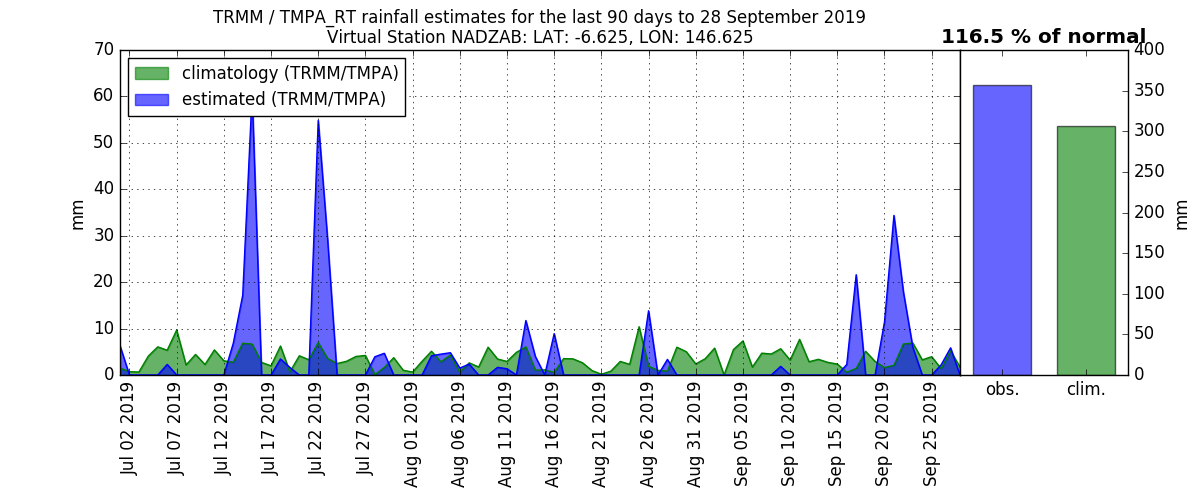 TRMM / TMPA_RT rainfall estimates for the last 90 days to 28 September 2019
Virtual Station NADZAB: LAT: -6.625, LON: 146.625
116.5 % of normal
climatology (TRMM/TMPA)
estimated (TRMM/TMPA)
mm
70
60
50
40
30
20
10
0
Jul 02 2019
Jul 07 2019
Jul 12 2019
Jul 17 2019
Jul 22 2019
Jul 27 2019
Aug 01 2019
Aug 06 2019
Aug 11 2019
Aug 16 2019
Aug 21 2019
Aug 26 2019
Aug 31 2019
Sep 05 2019
Sep 10 2019
Sep 15 2019
Sep 20 2019
Sep 25 2019
obs.
clim.
400
350
300
250
200
150
100
50
0
mm